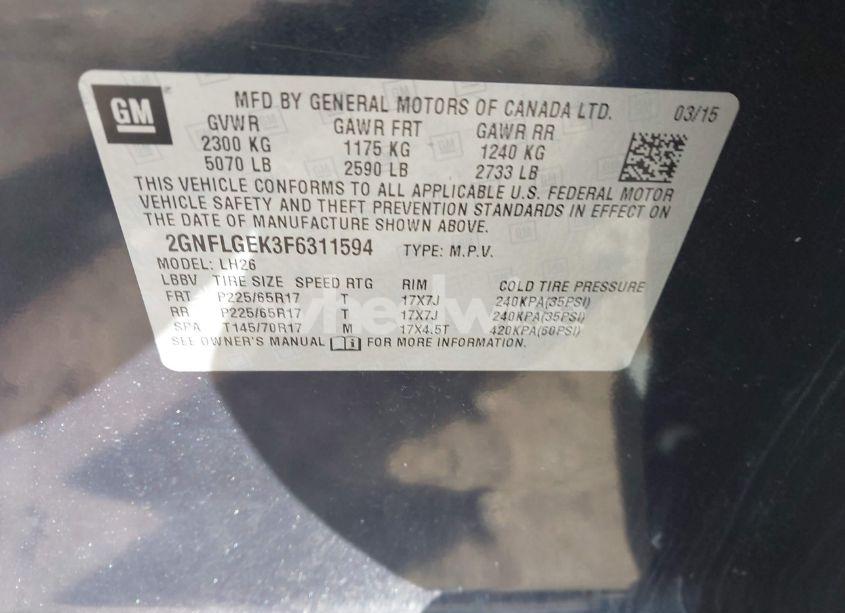 GM
MFD BY GENERAL MOTORS OF CANADA LTD. 03/15
GVWR GAWR FRT GAWR RR
2300 KG 1175 KG 1240 KG
5070 LB 2590 LB 2733 LB
THIS VEHICLE CONFORMS TO ALL APPLICABLE U.S. FEDERAL MOTOR
VEHICLE SAFETY AND THEFT PREVENTION STANDARDS IN EFFECT ON
THE DATE OF MANUFACTURE SHOWN ABOVE.
2GNFLGEK3F6311594 TYPE: M.P.V.
MODEL: LH26
LBBV TIRE SIZE SPEED RTG RIM COLD TIRE PRESSURE
FRT P225/65R17 T 17X7J 240KPA(35PSI)
RR P225/65R17 T 17X7J 240KPA(35PSI)
SPA T145/70R17 M 17X4.5T 420KPA(60PSI)
SEE OWNER'S MANUAL FOR MORE INFORMATION.